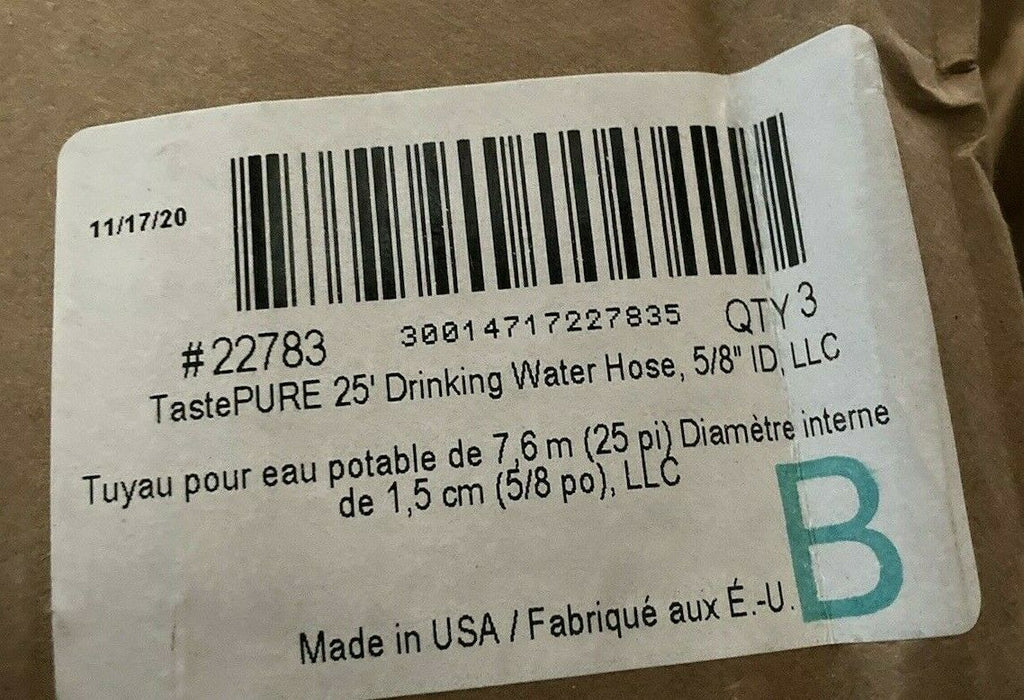 11/17/20
#22783 30014717227835 QTY 3
TastePURE 25' Drinking Water Hose, 5/8" ID, LLC
Tuyau pour eau potable de 7,6 m (25 pi) Diamètre interne
de 1,5 cm (5/8 po), LLC
B
Made in USA / Fabriqué aux É.-U.